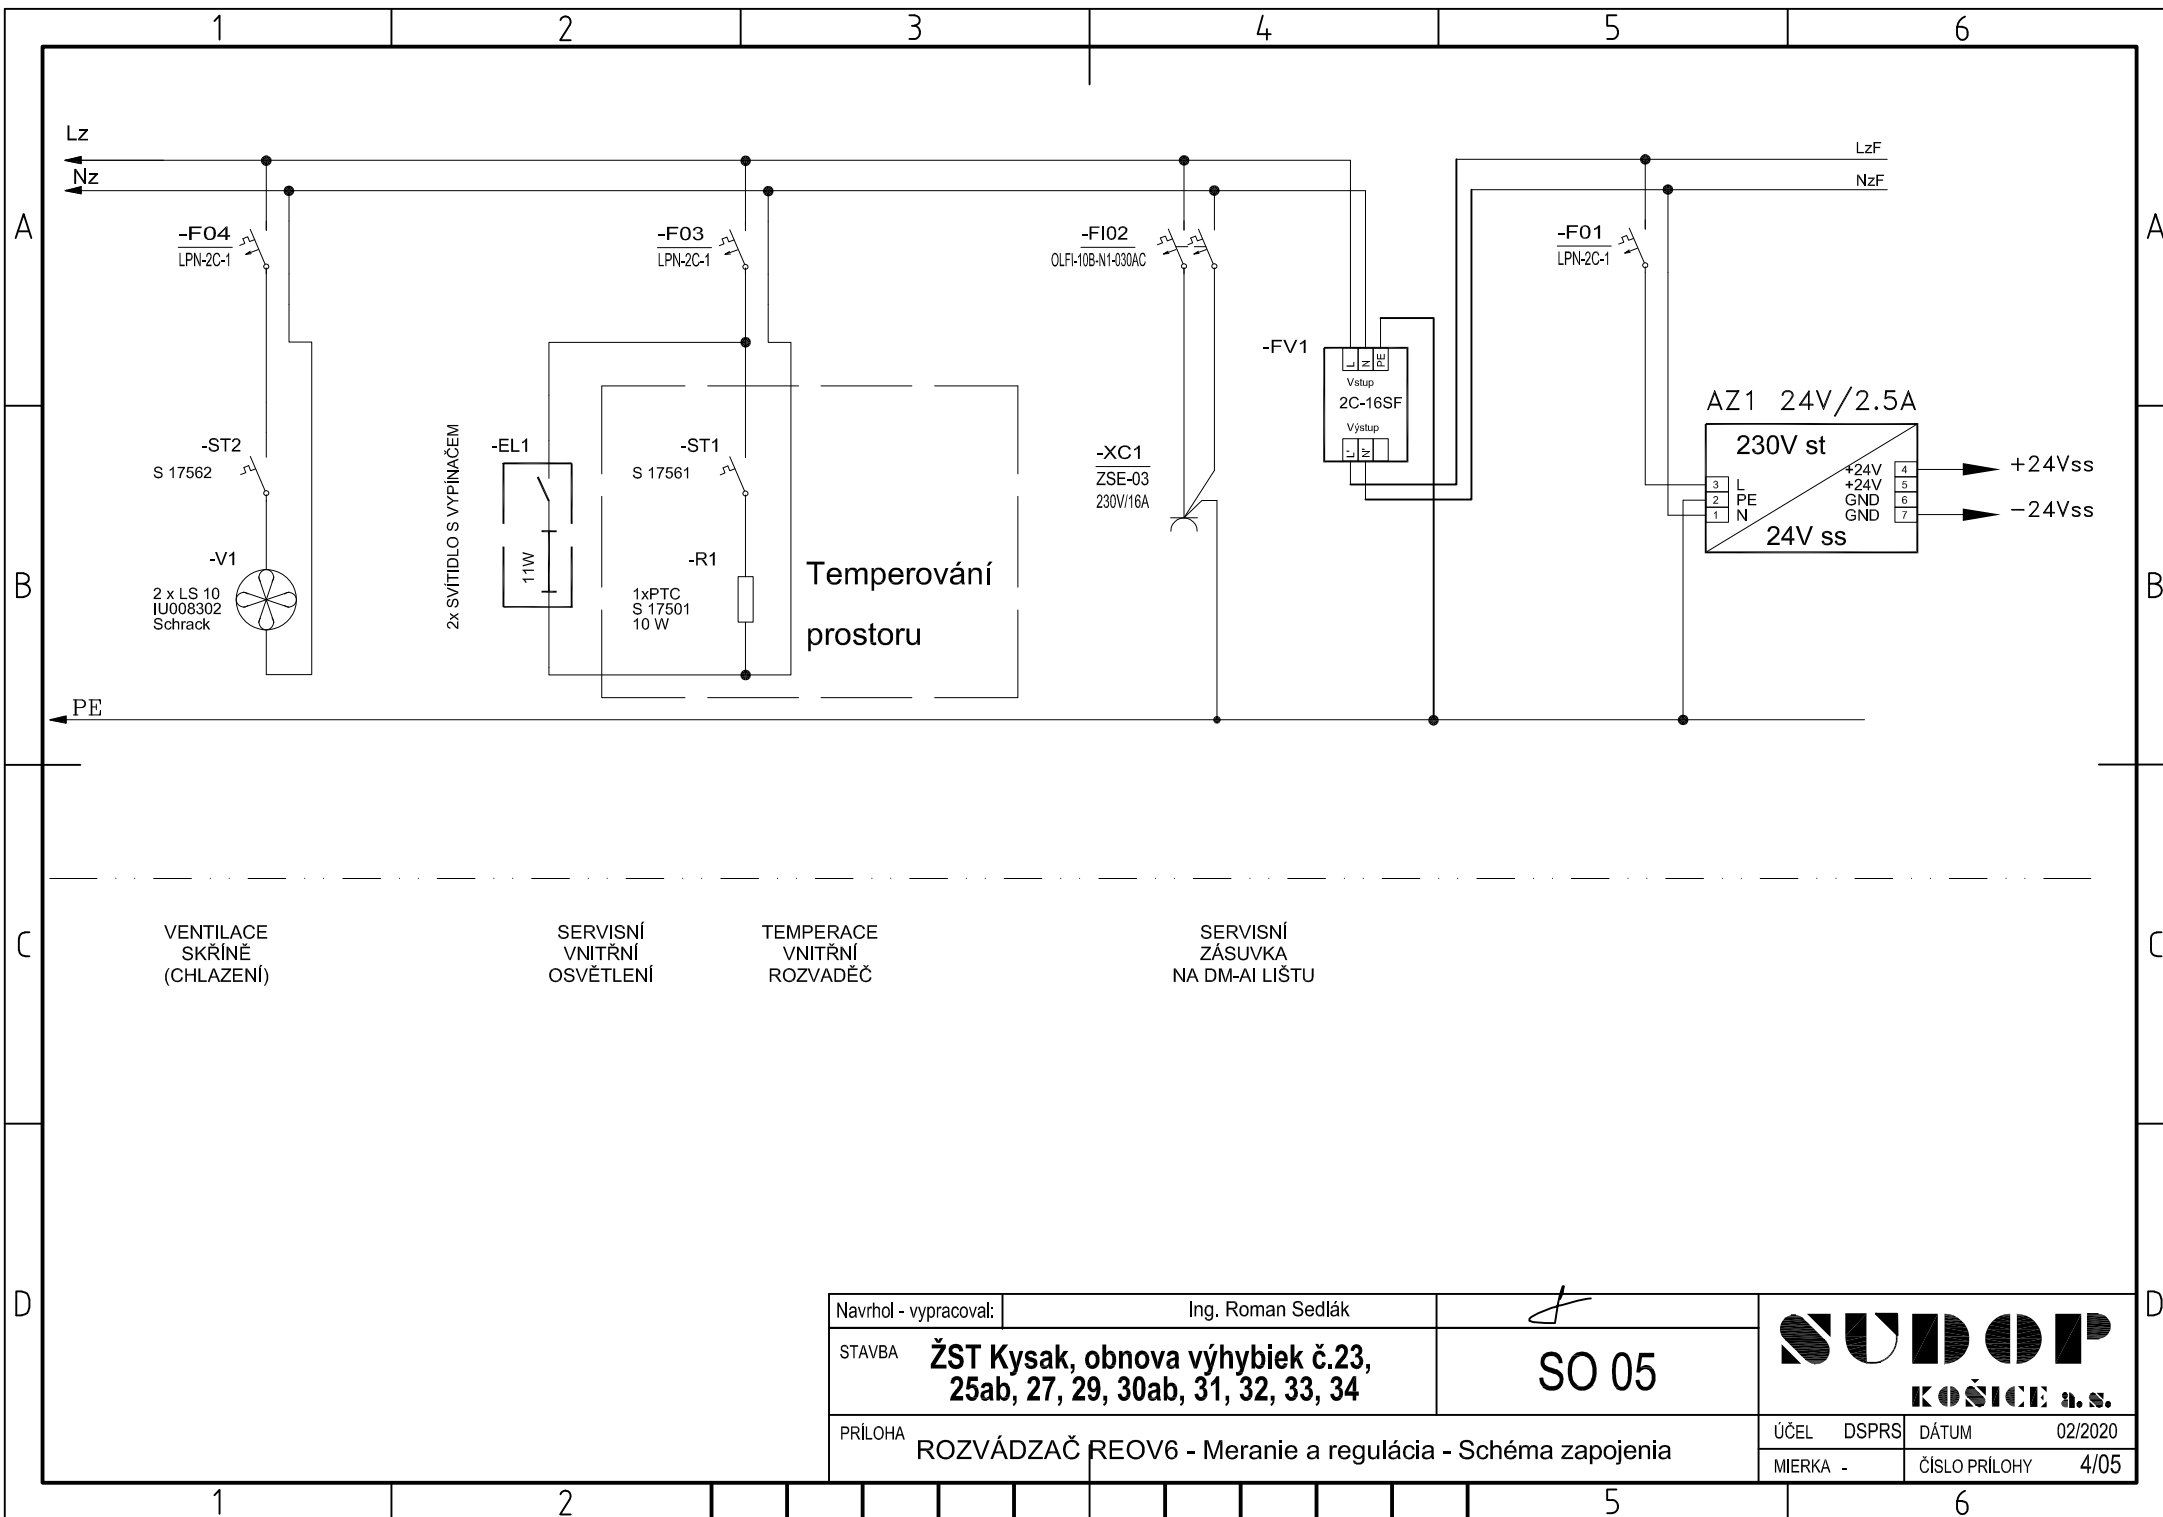 1 2 3 4 5 6
Lz
Nz
LzF
NzF
A
A
-F04
LPN-2C-1
-F03
LPN-2C-1
-FI02
OLFI-10B-N1-030AC
-F01
LPN-2C-1
-FV1
L N PE
Vstup
2C-16SF
Výstup
L' N'
AZ1 24V/2.5A
230V st
24V ss
3 L
2 PE
1 N
+24V 4
+24V 5
GND 6
GND 7
+24Vss
-24Vss
-ST2
S 17562
2x SVÍTIDLO S VYPÍNAČEM
-EL1
11W
-ST1
S 17561
-XC1
ZSE-03
230V/16A
B
B
-V1
2 x LS 10
IU008302
Schrack
-R1
1xPTC
S 17501
10 W
Temperování
prostoru
PE
C
C
VENTILACE
SKŘÍNĚ
(CHLAZENÍ)
SERVISNÍ
VNITŘNÍ
OSVĚTLENÍ
TEMPERACE
VNITŘNÍ
ROZVADĚČ
SERVISNÍ
ZÁSUVKA
NA DM-AI LIŠTU
D
D
Navrhol - vypracoval: Ing. Roman Sedlák
STAVBA ŽST Kysak, obnova výhybiek č.23,
25ab, 27, 29, 30ab, 31, 32, 33, 34
SO 05
SUDOP
KOŠICE a.s.
PRÍLOHA ROZVÁDZAČ REOV6 - Meranie a regulácia - Schéma zapojenia
ÚČEL DSPRS DÁTUM 02/2020
MIERKA - ČÍSLO PRÍLOHY 4/05
1 2 5 6